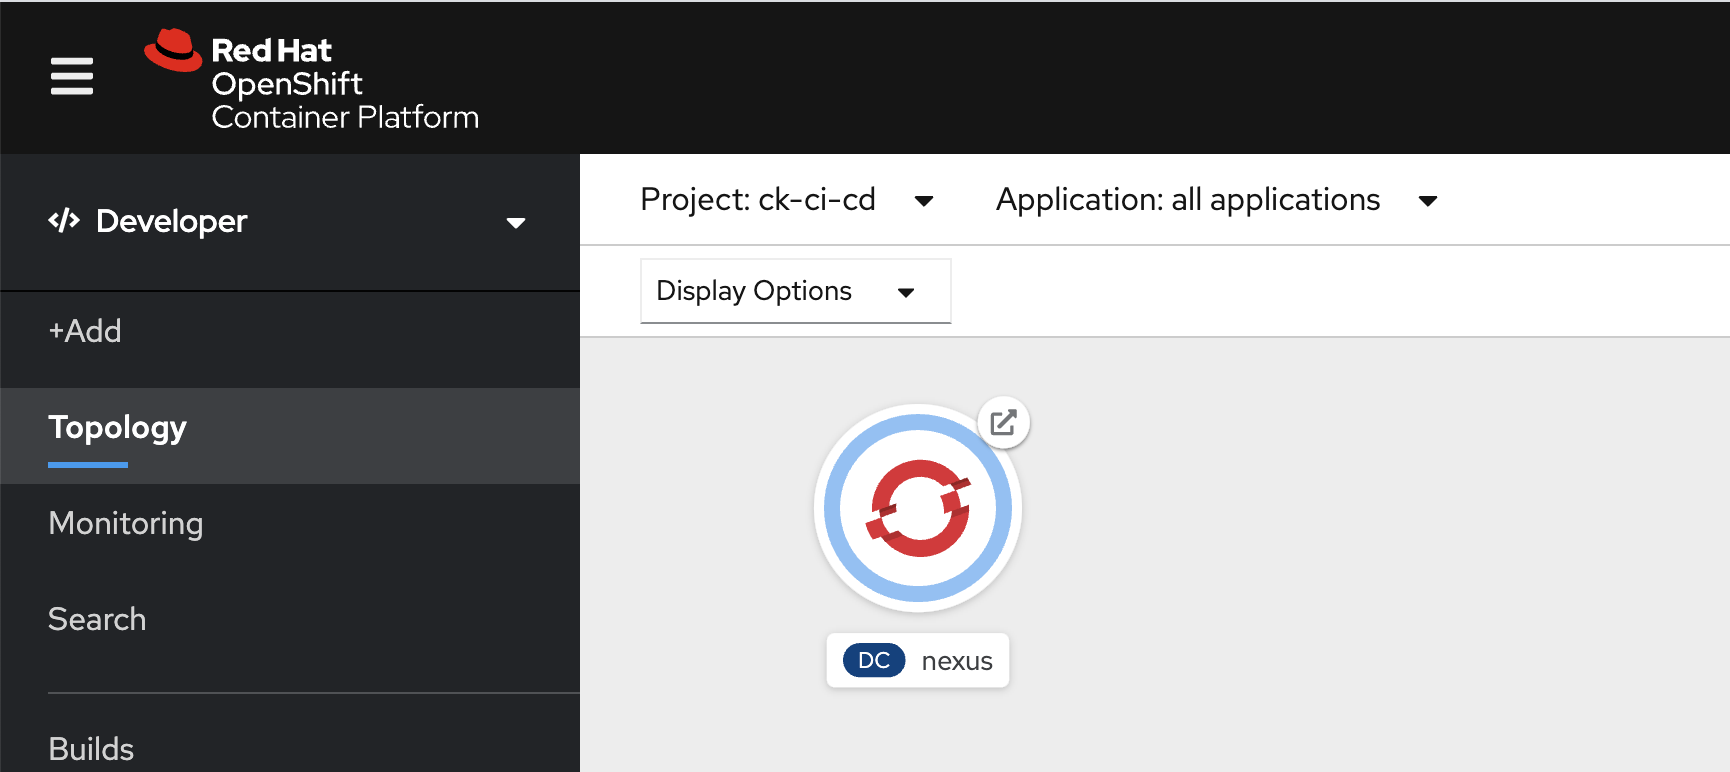 Red Hat
OpenShift
Container Platform
Developer
+Add
Topology
Monitoring
Search
Builds
Project: ck-ci-cd
Application: all applications
Display Options
DC nexus